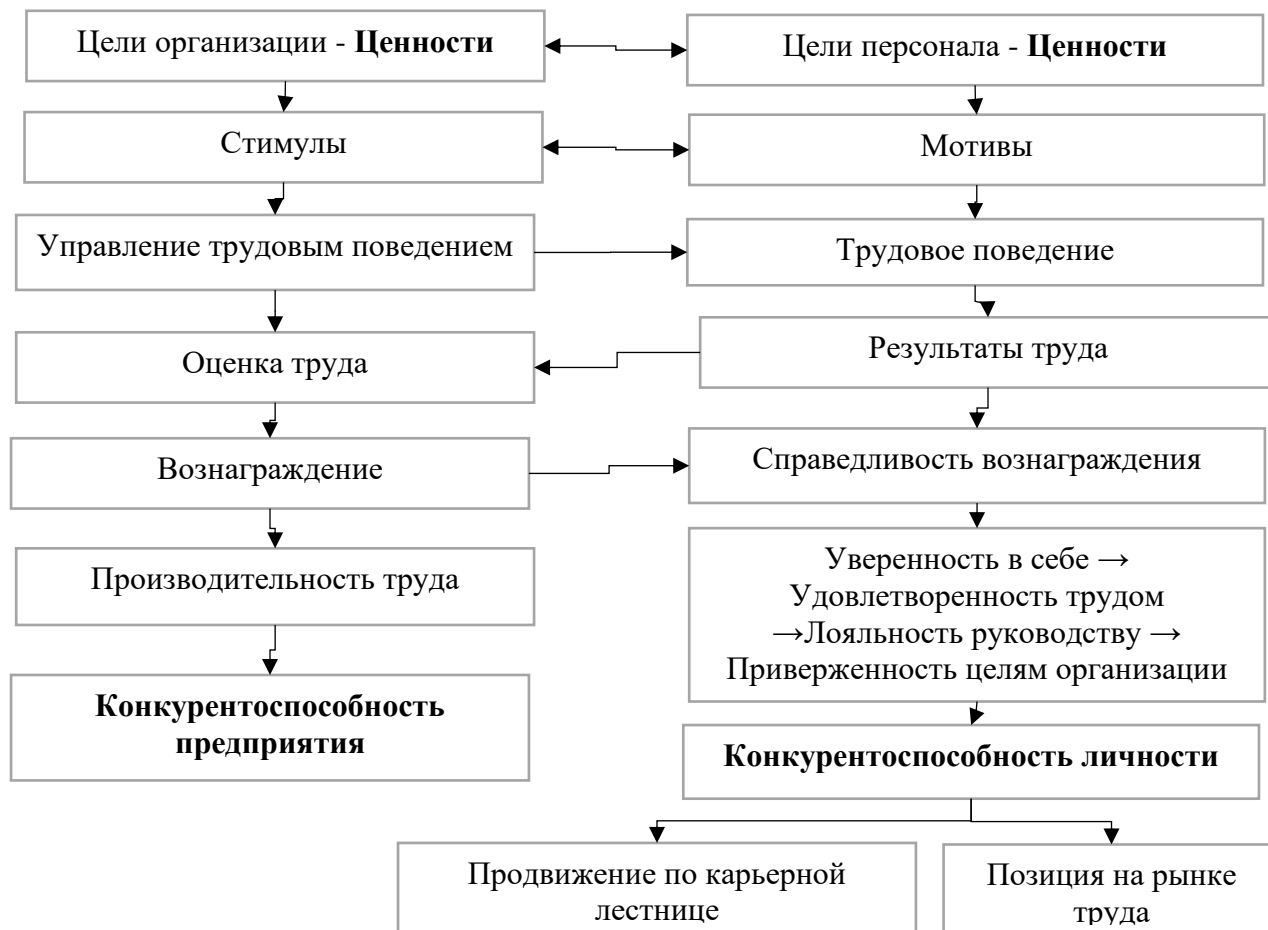 Цели организации - Ценности
Цели персонала - Ценности
Стимулы
Мотивы
Управление трудовым поведением
Трудовое поведение
Оценка труда
Результаты труда
Вознаграждение
Справедливость вознаграждения
Производительность труда
Уверенность в себе →
Удовлетворенность трудом
→Лояльность руководству →
Приверженность целям организации
Конкурентоспособность
предприятия
Конкурентоспособность личности
Продвижение по карьерной
лестнице
Позиция на рынке
труда